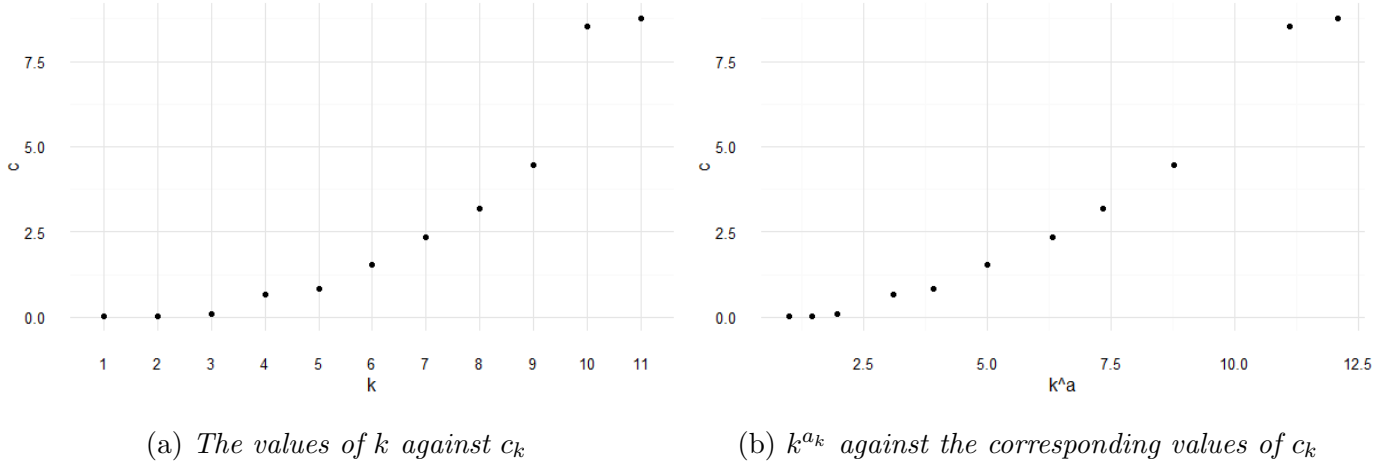 7.5
5.0
2.5
0.0
c
1 2 3 4 5 6 7 8 9 10 11
k
(a) The values of k against c_k
7.5
5.0
2.5
0.0
c
2.5 5.0 7.5 10.0 12.5
k^a
(b) k^{a_k} against the corresponding values of c_k